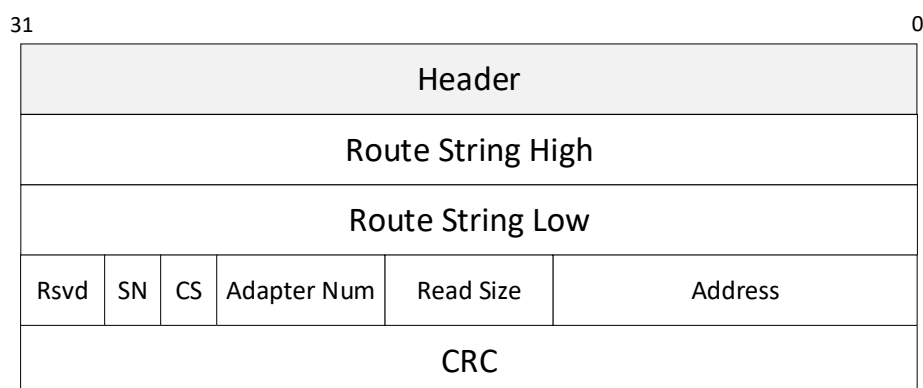 31 0
Header
Route String High
Route String Low
Rsvd SN CS Adapter Num Read Size Address
CRC